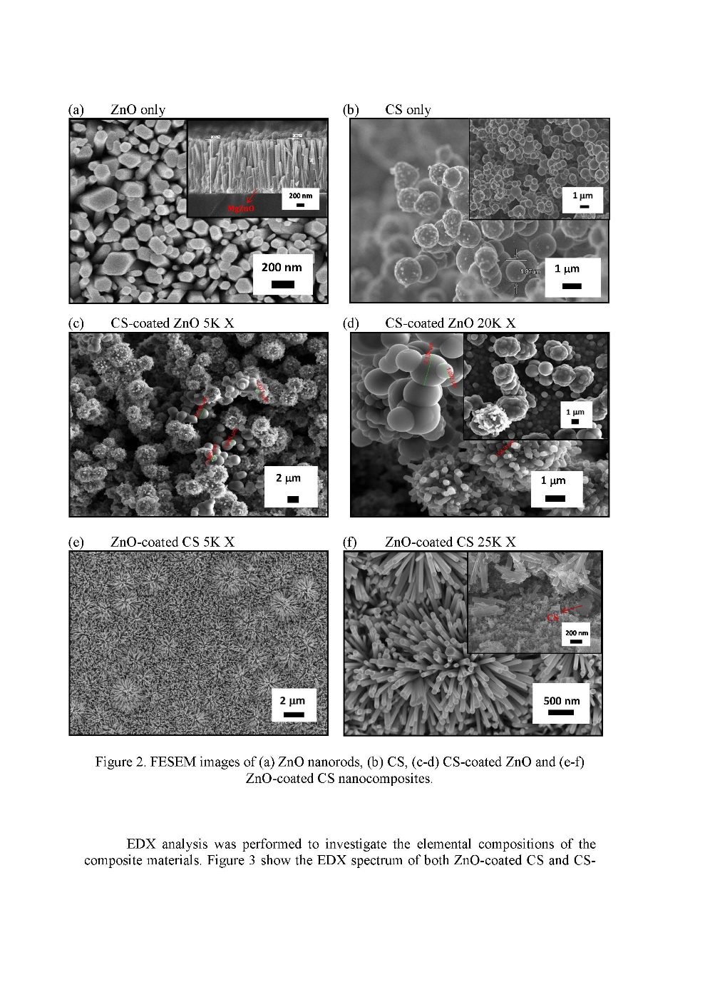 (a) ZnO only
(b) CS only
200 nm
MgZnO
200 nm
1 µm
1.07um
1 µm
(c) CS-coated ZnO 5K X
(d) CS-coated ZnO 20K X
2 µm
1 µm
1 µm
(e) ZnO-coated CS 5K X
(f) ZnO-coated CS 25K X
2 µm
CS
200 nm
500 nm
Figure 2. FESEM images of (a) ZnO nanorods, (b) CS, (c-d) CS-coated ZnO and (e-f)
ZnO-coated CS nanocomposites.
EDX analysis was performed to investigate the elemental compositions of the
composite materials. Figure 3 show the EDX spectrum of both ZnO-coated CS and CS-